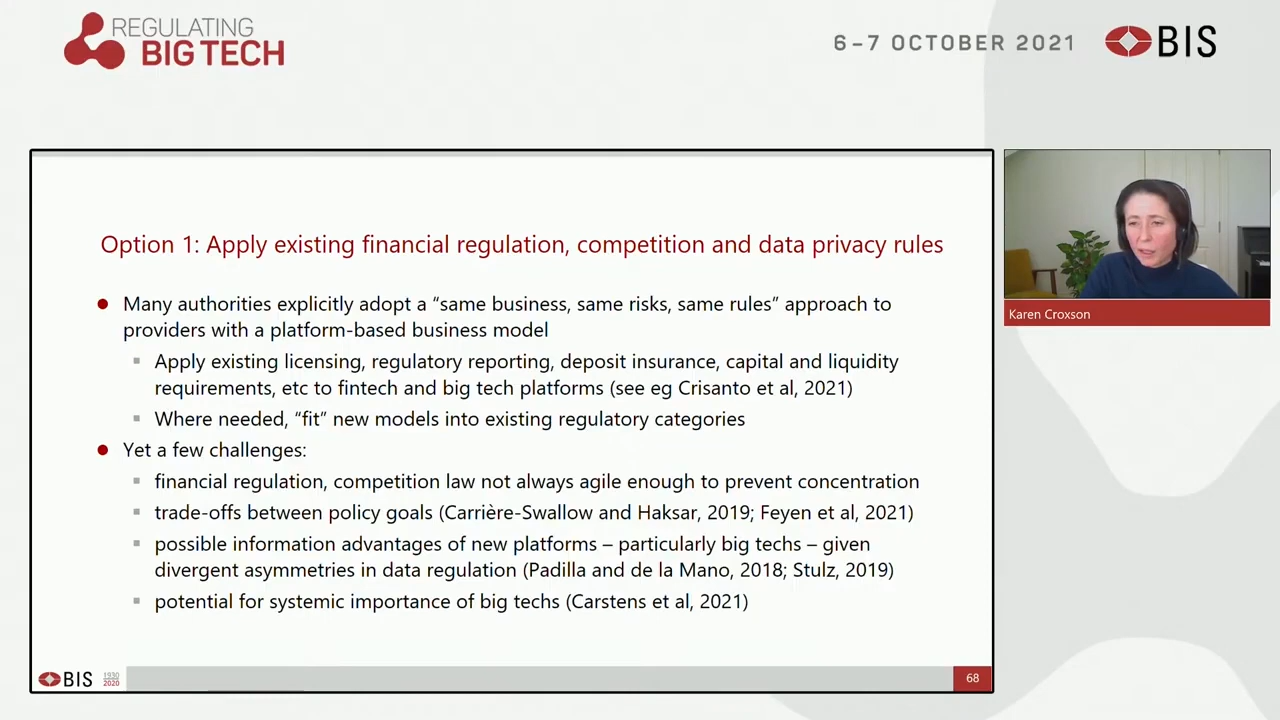 REGULATING
BIG TECH
6–7 OCTOBER 2021
BIS
Option 1: Apply existing financial regulation, competition and data privacy rules
Many authorities explicitly adopt a “same business, same risks, same rules” approach to
providers with a platform-based business model
Apply existing licensing, regulatory reporting, deposit insurance, capital and liquidity
requirements, etc to fintech and big tech platforms (see eg Crisanto et al, 2021)
Where needed, “fit” new models into existing regulatory categories
Yet a few challenges:
financial regulation, competition law not always agile enough to prevent concentration
trade-offs between policy goals (Carrière-Swallow and Haksar, 2019; Feyen et al, 2021)
possible information advantages of new platforms – particularly big techs – given
divergent asymmetries in data regulation (Padilla and de la Mano, 2018; Stulz, 2019)
potential for systemic importance of big techs (Carstens et al, 2021)
Karen Croxson
BIS
1930
2020
68